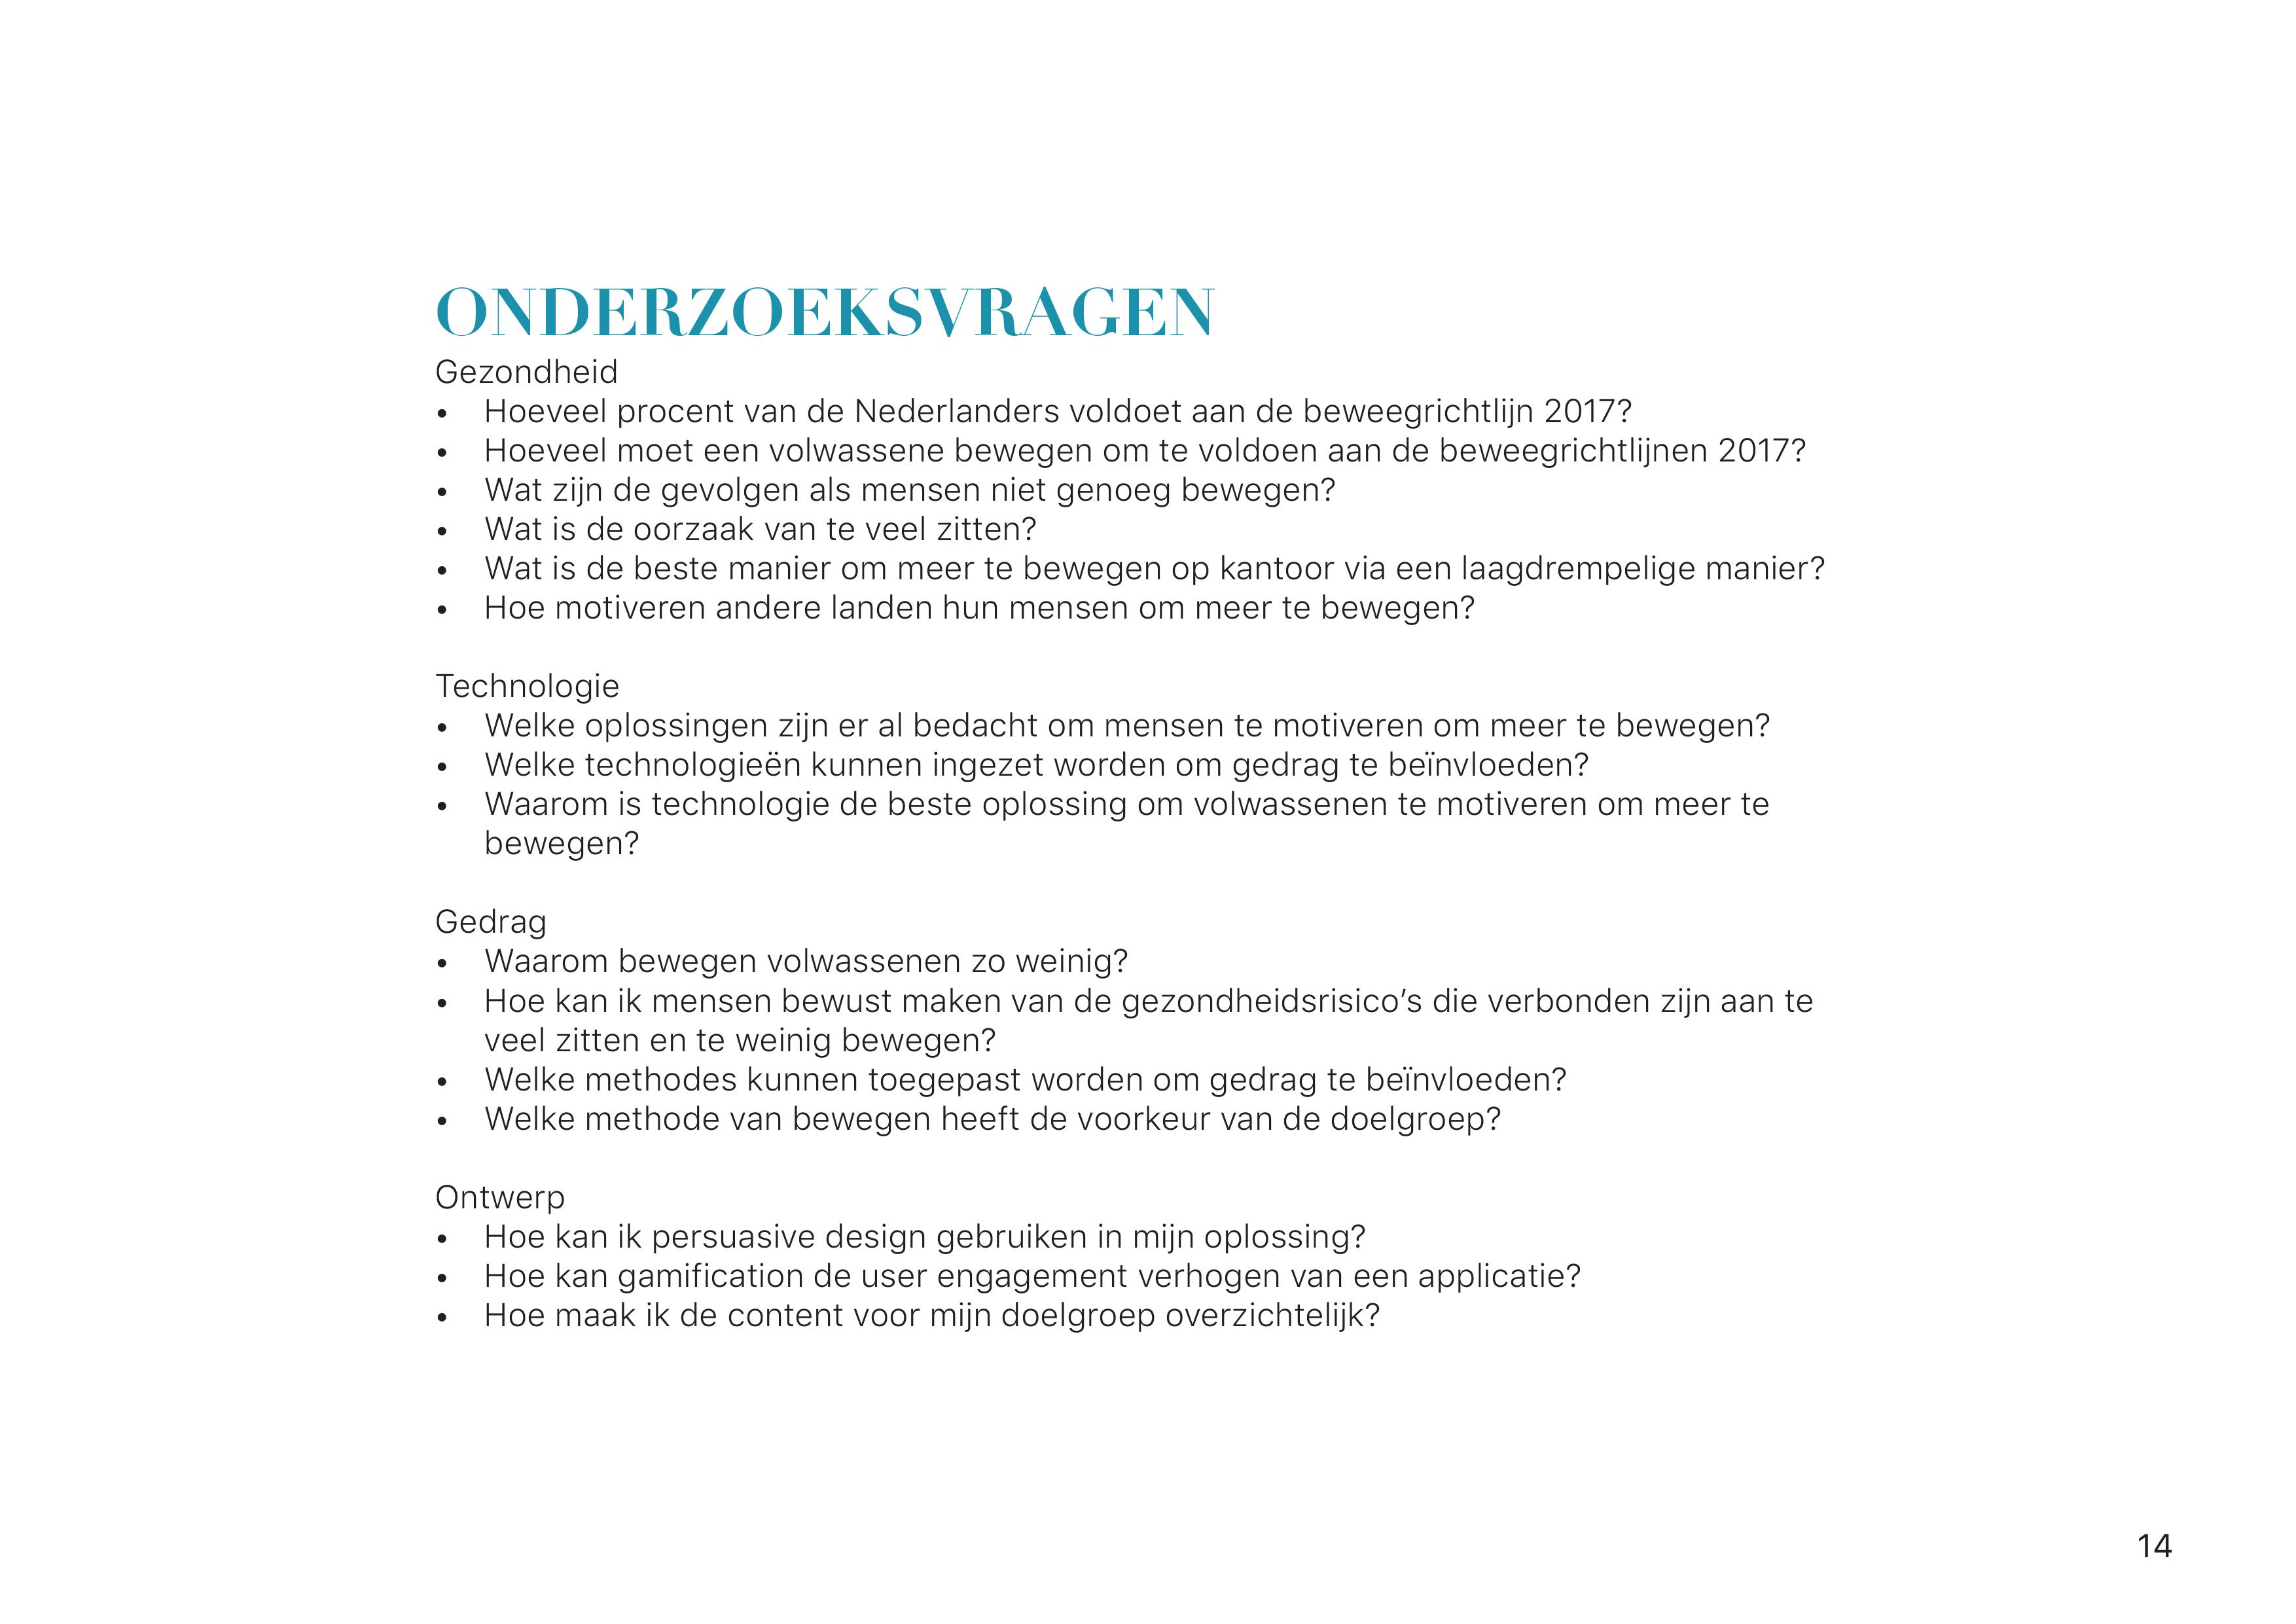 ONDERZOEKSVRAGEN
Gezondheid
• Hoeveel procent van de Nederlanders voldoet aan de beweegrichtlijn 2017?
• Hoeveel moet een volwassene bewegen om te voldoen aan de beweegrichtlijnen 2017?
• Wat zijn de gevolgen als mensen niet genoeg bewegen?
• Wat is de oorzaak van te veel zitten?
• Wat is de beste manier om meer te bewegen op kantoor via een laagdrempelige manier?
• Hoe motiveren andere landen hun mensen om meer te bewegen?
Technologie
• Welke oplossingen zijn er al bedacht om mensen te motiveren om meer te bewegen?
• Welke technologieën kunnen ingezet worden om gedrag te beïnvloeden?
• Waarom is technologie de beste oplossing om volwassenen te motiveren om meer te
bewegen?
Gedrag
• Waarom bewegen volwassenen zo weinig?
• Hoe kan ik mensen bewust maken van de gezondheidsrisico’s die verbonden zijn aan te
veel zitten en te weinig bewegen?
• Welke methodes kunnen toegepast worden om gedrag te beïnvloeden?
• Welke methode van bewegen heeft de voorkeur van de doelgroep?
Ontwerp
• Hoe kan ik persuasive design gebruiken in mijn oplossing?
• Hoe kan gamification de user engagement verhogen van een applicatie?
• Hoe maak ik de content voor mijn doelgroep overzichtelijk?
14